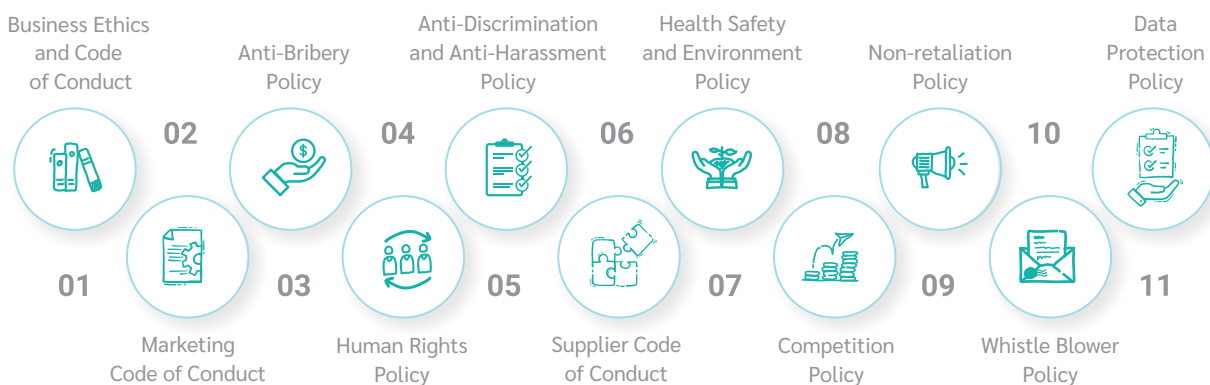 Business Ethics
and Code
of Conduct
01
02
Marketing
Code of Conduct
Anti-Bribery
Policy
03
04
Human Rights
Policy
Anti-Discrimination
and Anti-Harassment
Policy
05
06
Supplier Code
of Conduct
Health Safety
and Environment
Policy
07
08
Competition
Policy
Non-retaliation
Policy
09
10
Whistle Blower
Policy
Data
Protection
Policy
11
$